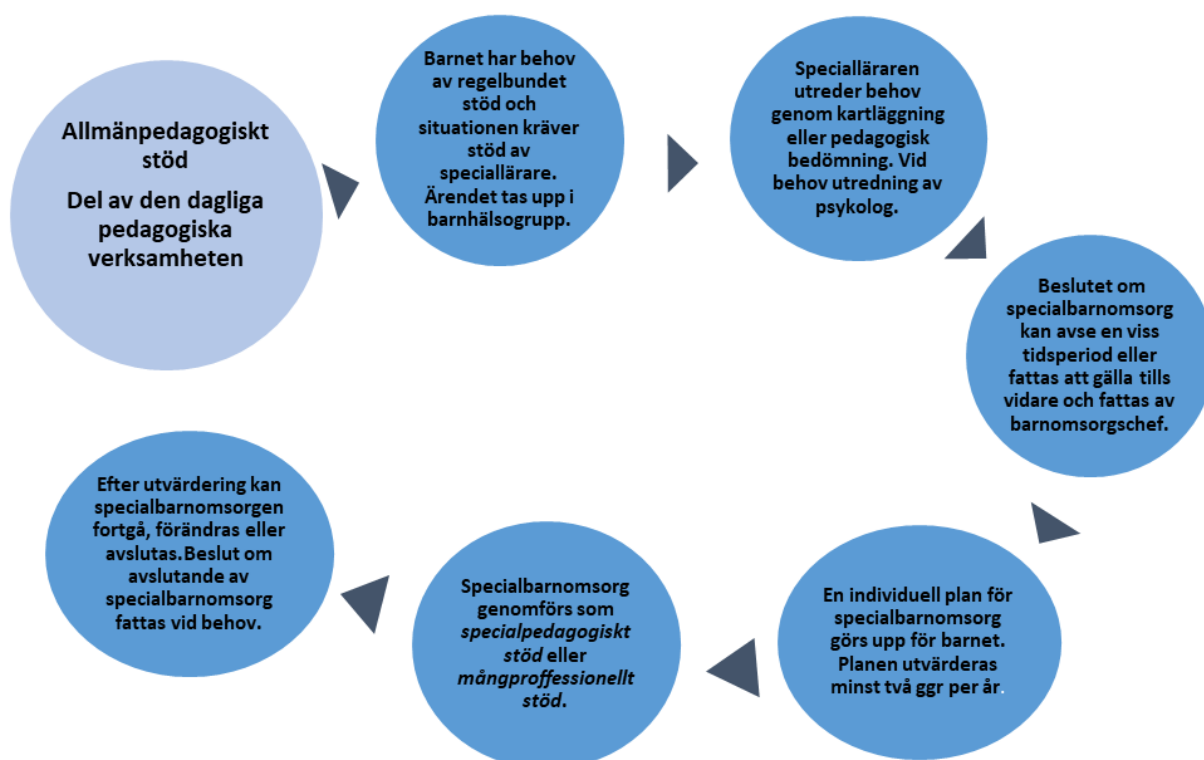 Allmänpedagogiskt
stöd
Del av den dagliga
pedagogiska
verksamheten
Barnet har behov
av regelbundet
stöd och
situationen kräver
stöd av
speciallärare.
Ärendet tas upp i
barnhälsogrupp.
Specialläraren
utreder behov
genom kartläggning
eller pedagogisk
bedömning. Vid
behov utredning av
psykolog.
Beslutet om
specialbarnomsorg
kan avse en viss
tidsperiod eller
fattas att gälla tills
vidare och fattas av
barnomsorgschef.
En individuell plan för
specialbarnomsorg
görs upp för barnet.
Planen utvärderas
minst två ggr per år.
Specialbarnomsorg
genomförs som
specialpedagogiskt
stöd eller
mångproffessionellt
stöd.
Efter utvärdering kan
specialbarnomsorgen
fortgå, förändras eller
avslutas.Beslut om
avslutande av
specialbarnomsorg
fattas vid behov.